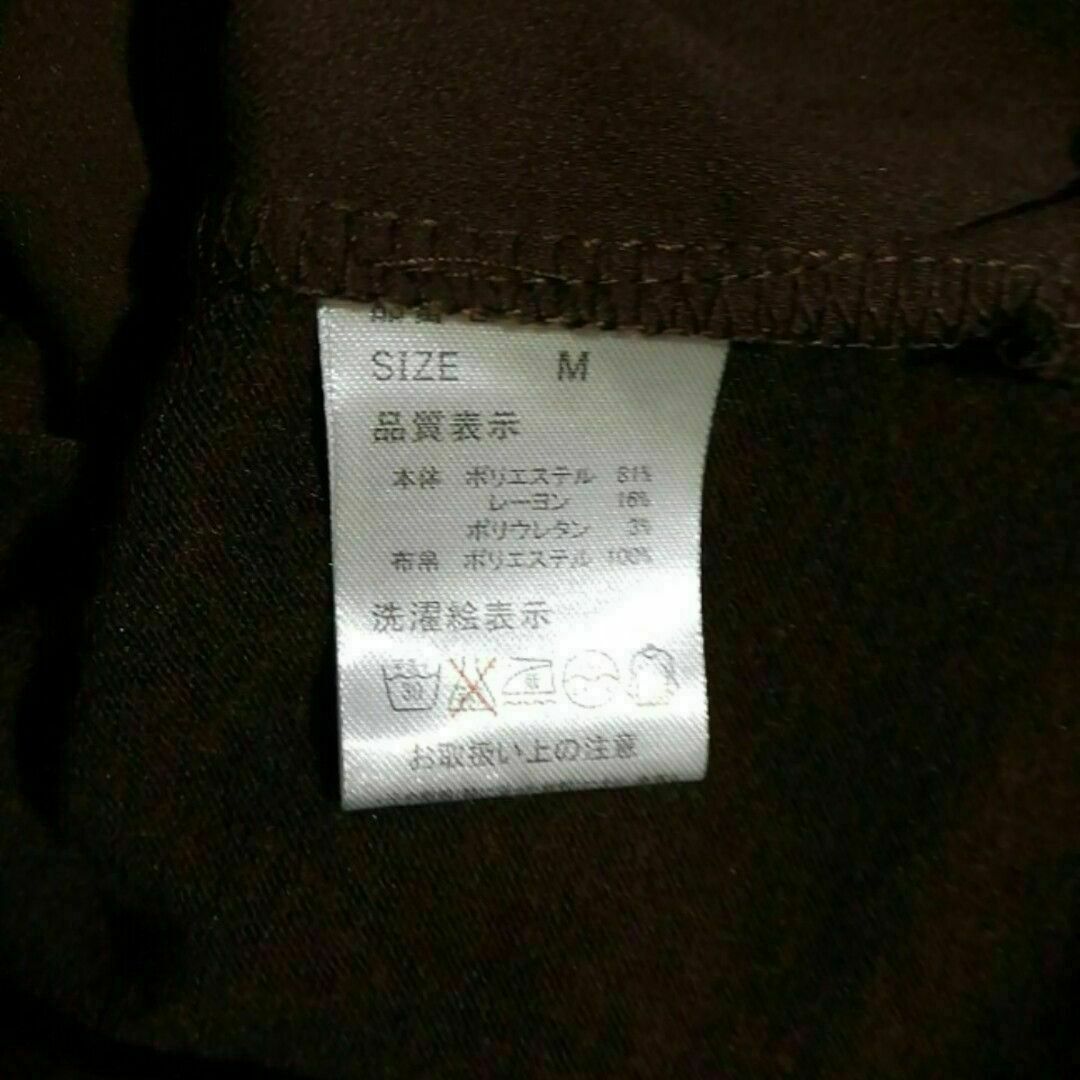 SIZE M
品質表示
本体 ポリエステル 81%
レーヨン 16%
ポリウレタン 3%
布帛 ポリエステル 100%
洗濯絵表示
30
お取扱い上の注意